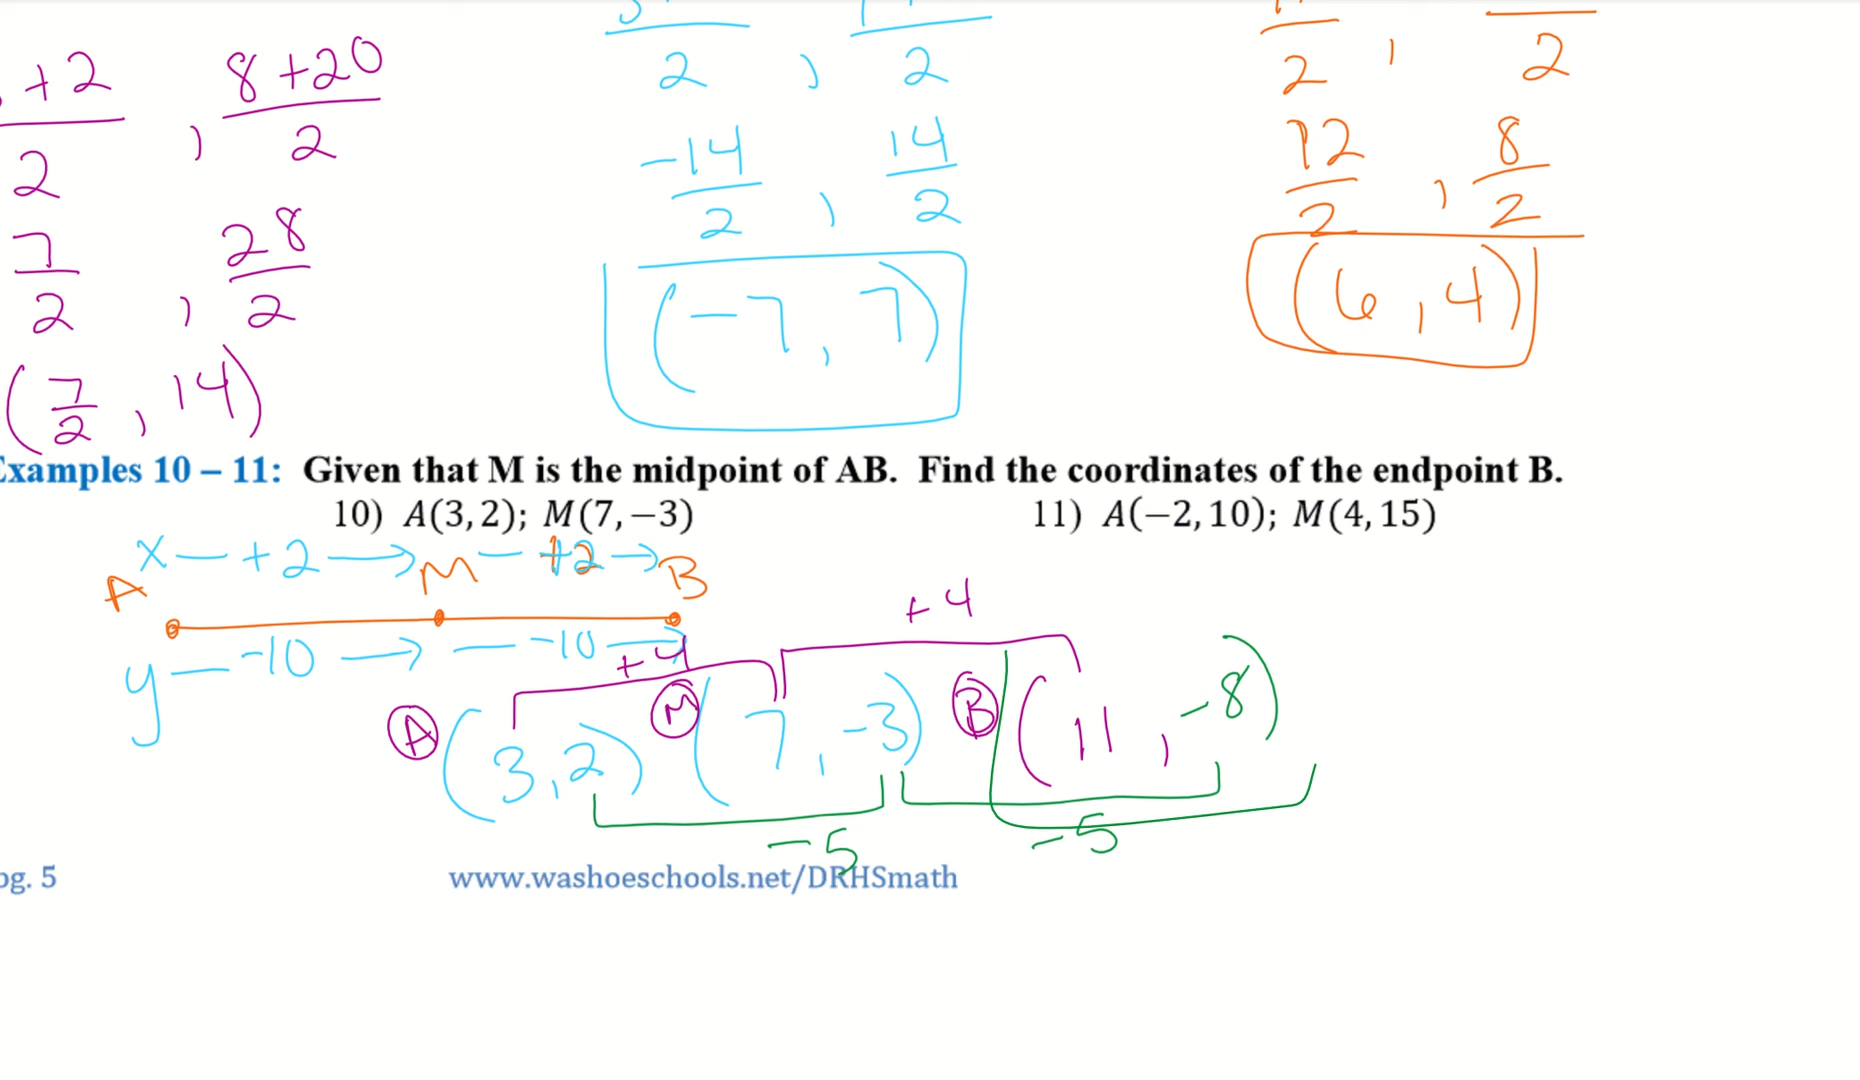 +2 , 8+20
2 , 2
7/2 , 28/2
(7/2 , 14)
2 , 2
-14/2 , 14/2
(-7, 7)
2 , 2
12/2 , 8/2
(6, 4)
Examples 10 – 11: Given that M is the midpoint of AB. Find the coordinates of the endpoint B.
10) A(3, 2); M(7, −3)
11) A(−2, 10); M(4, 15)
x — +2 → — +2 →
A M B
y — -10 → — -10 →
+4 +4
A (3, 2) M (7, -3) B (11, -8)
-5 -5
pg. 5
www.washoeschools.net/DRHSmath